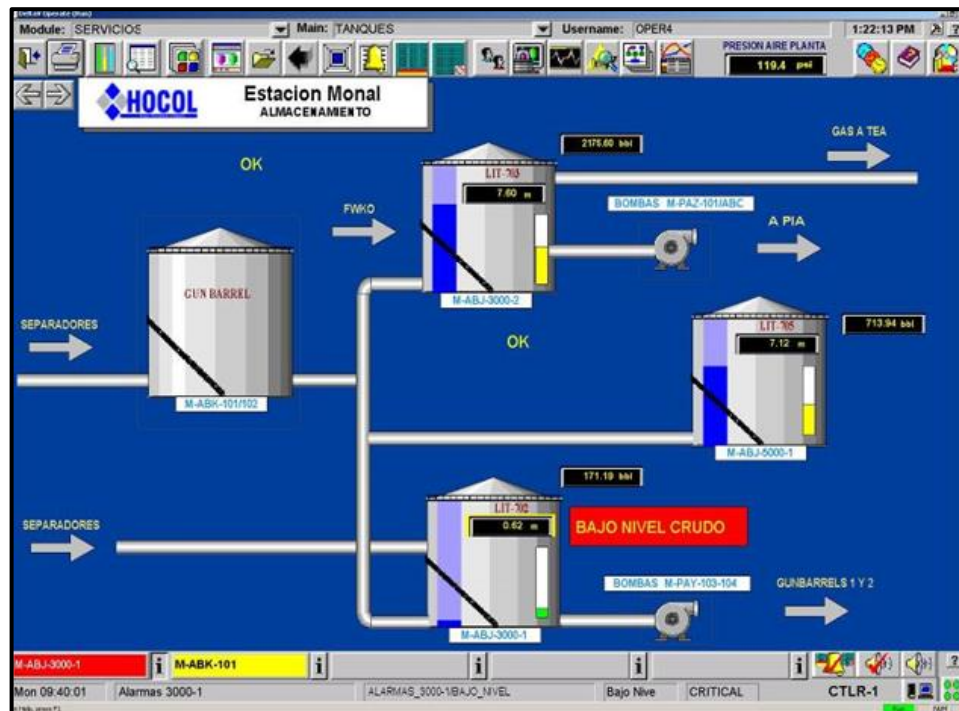 DeltaV Operate (Run)
Module: SERVICIOS Main: TANQUES Username: OPER4 1:22:13 PM
PRESION AIRE PLANTA
119.4 psi
HOCOL
Estacion Monal
ALMACENAMIENTO
OK
2175.60 bbl
GAS A TEA
LIT-703
7.60 m
FWKO
BOMBAS M-PAZ-101/ABC
A PIA
M-ABJ-3000-2
GUN BARREL
SEPARADORES
M-ABK-101/102
OK
LIT-705
713.94 bbl
7.12 m
M-ABJ-5000-1
171.19 bbl
SEPARADORES
LIT-702
0.62 m
BAJO NIVEL CRUDO
BOMBAS M-PAY-103-104
GUNBARRELS 1 Y 2
M-ABJ-3000-1
M-ABJ-3000-1 M-ABK-101
Mon 09:40:01 Alarmas 3000-1 ALARMAS_3000-1/BAJO_NIVEL Bajo Nive CRITICAL CTLR-1